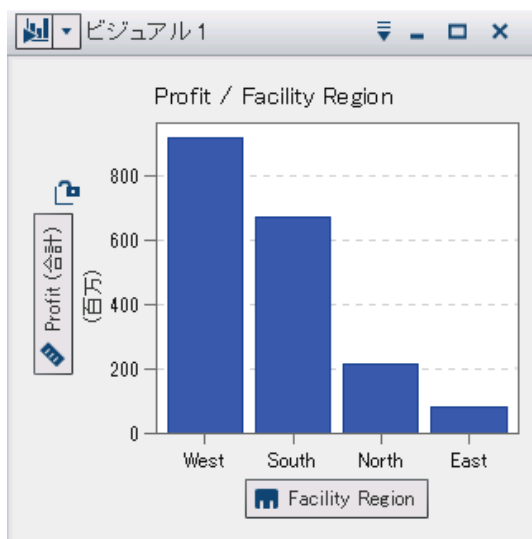 ビジュアル 1
Profit / Facility Region
800
600
400
200
0
Profit (合計)
(百万)
West South North East
Facility Region